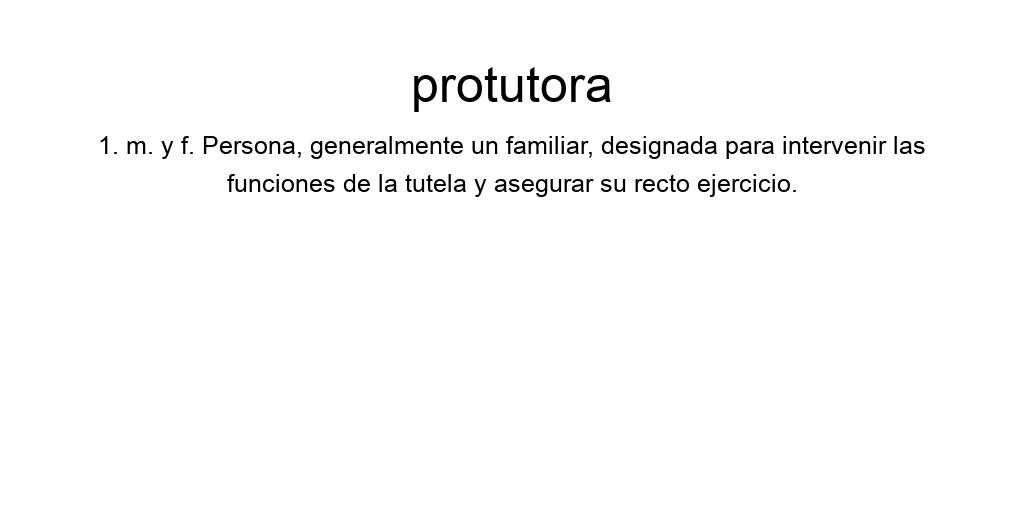 protutora
1. m. y f. Persona, generalmente un familiar, designada para intervenir las
funciones de la tutela y asegurar su recto ejercicio.